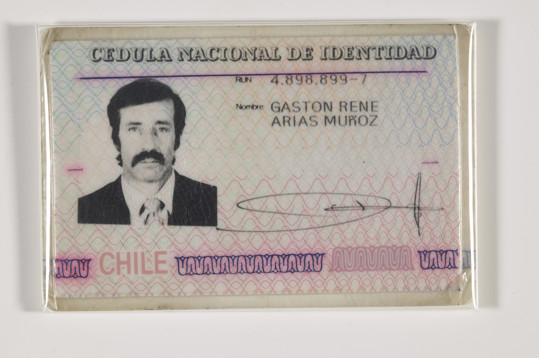 CEDULA NACIONAL DE IDENTIDAD
RUN 4.898.899-7
Nombre GASTON RENE
ARIAS MUÑOZ
CHILE